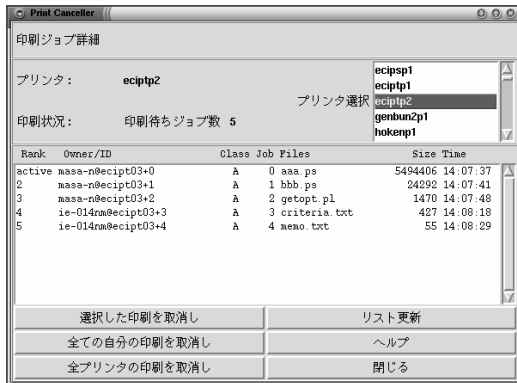 Print Canceller
印刷ジョブ詳細
プリンタ： eciptp2
印刷状況： 印刷待ちジョブ数 5
プリンタ選択
ecipsp1
eciptp1
eciptp2
genbun2p1
hokenp1
Rank Owner/ID Class Job Files Size Time
active masa-n@ecipt03+0 A 0 aaa.ps 5494406 14:07:37
2 masa-n@ecipt03+1 A 1 bbb.ps 24292 14:07:41
3 masa-n@ecipt03+2 A 2 getopt.pl 1470 14:07:48
4 ie-014nm@ecipt03+3 A 3 criteria.txt 427 14:08:18
5 ie-014nm@ecipt03+4 A 4 memo.txt 55 14:08:29
選択した印刷を取消し リスト更新
全ての自分の印刷を取消し ヘルプ
全プリンタの印刷を取消し 閉じる